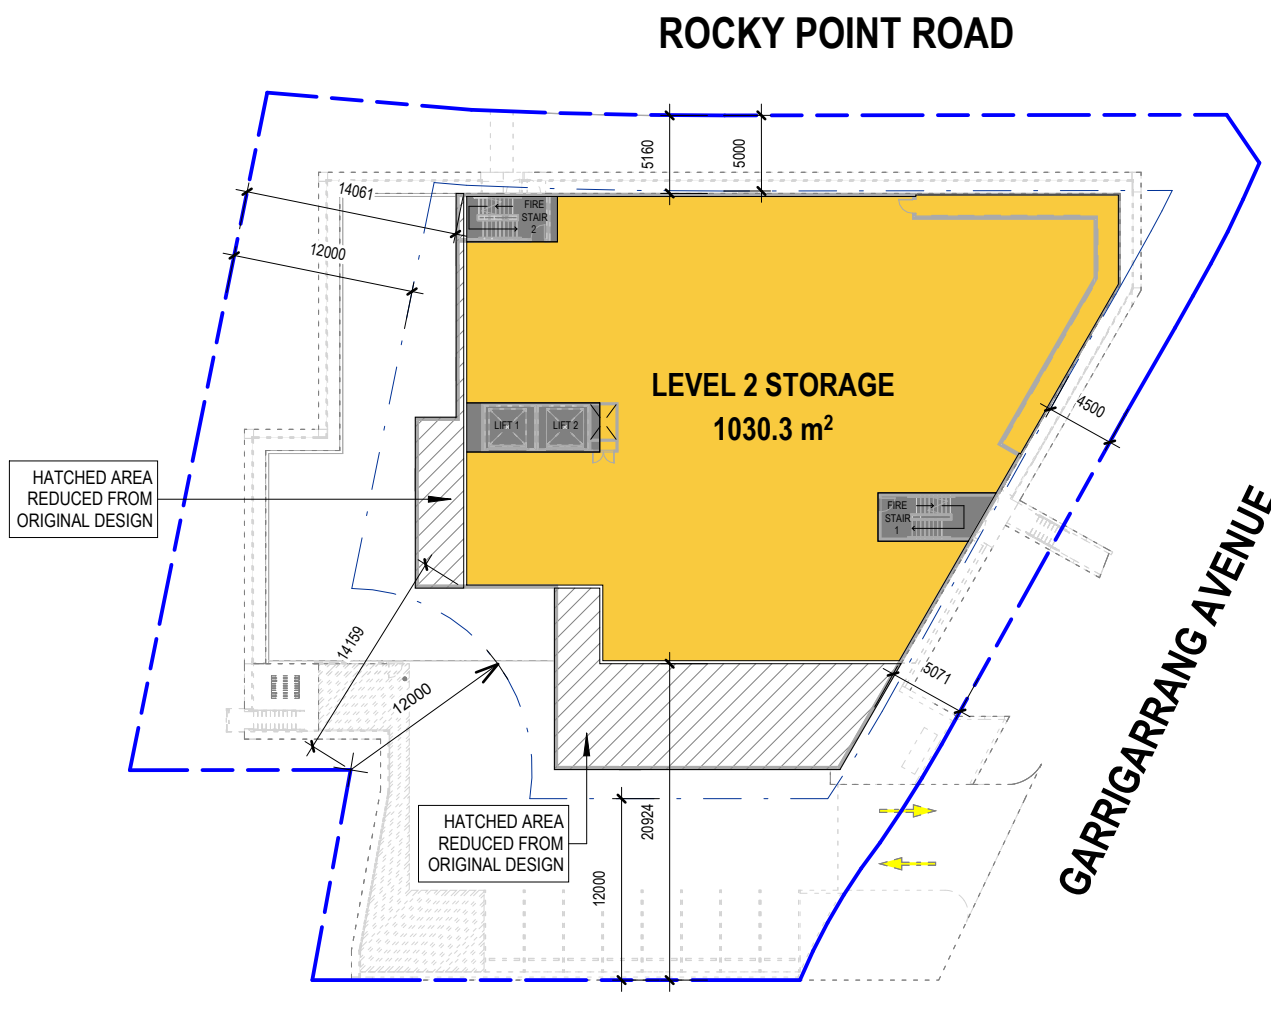 ROCKY POINT ROAD
5160
5000
14061
12000
FIRE
STAIR
2
LEVEL 2 STORAGE
1030.3 m²
LIFT 1
LIFT 2
4500
HATCHED AREA
REDUCED FROM
ORIGINAL DESIGN
FIRE
STAIR
1
GARRIGARRANG AVENUE
14159
12000
5071
20924
12000
HATCHED AREA
REDUCED FROM
ORIGINAL DESIGN